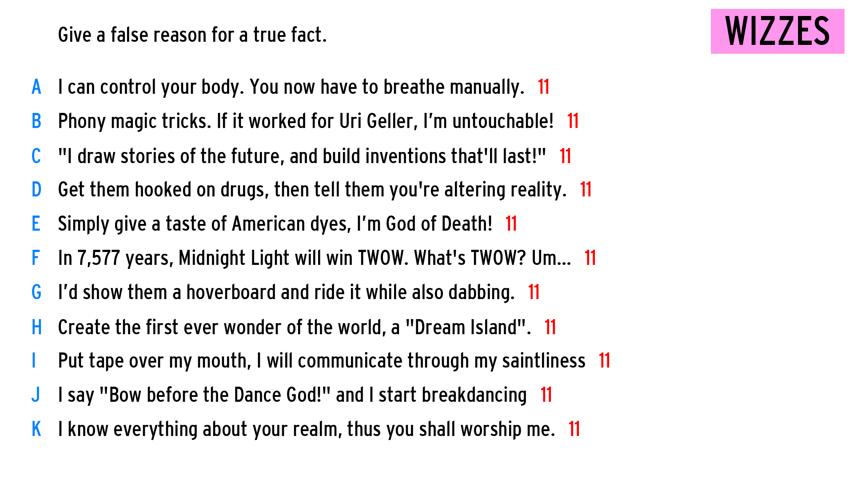 Give a false reason for a true fact.
WIZZES
A I can control your body. You now have to breathe manually. 11
B Phony magic tricks. If it worked for Uri Geller, I'm untouchable! 11
C "I draw stories of the future, and build inventions that'll last!" 11
D Get them hooked on drugs, then tell them you're altering reality. 11
E Simply give a taste of American dyes, I'm God of Death! 11
F In 7,577 years, Midnight Light will win TWOW. What's TWOW? Um... 11
G I'd show them a hoverboard and ride it while also dabbing. 11
H Create the first ever wonder of the world, a "Dream Island". 11
I Put tape over my mouth, I will communicate through my saintliness 11
J I say "Bow before the Dance God!" and I start breakdancing 11
K I know everything about your realm, thus you shall worship me. 11